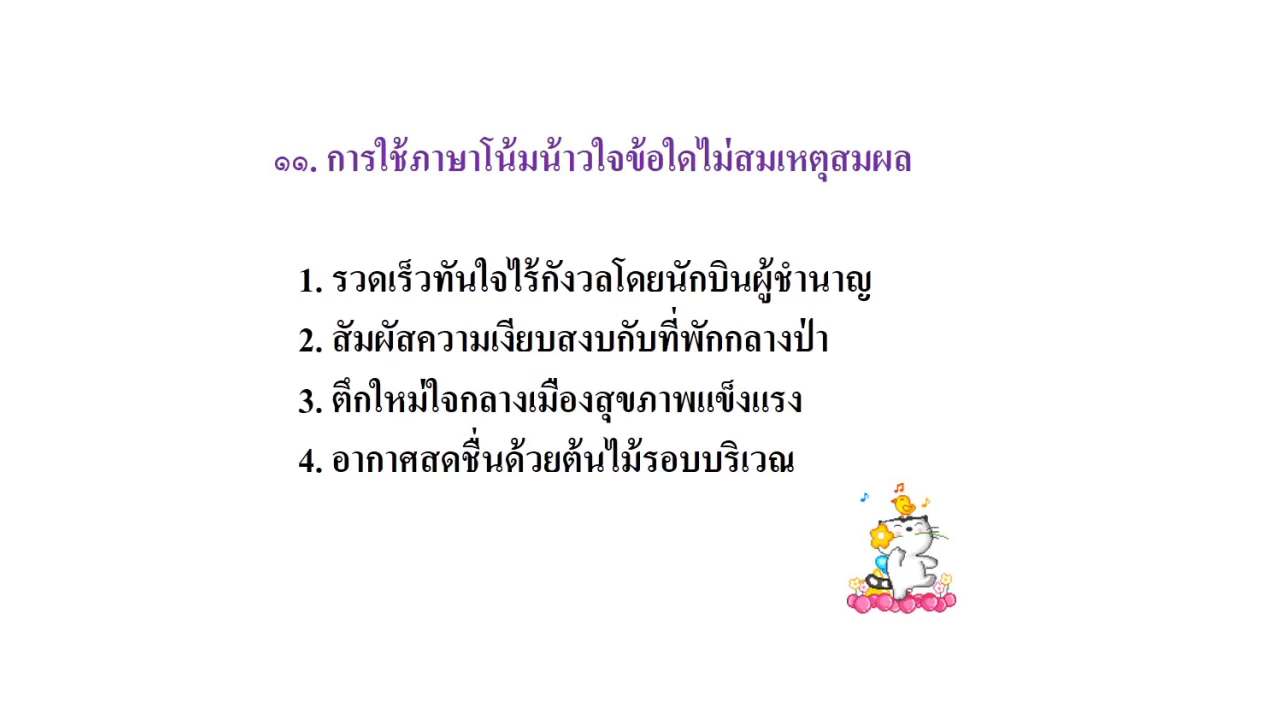 ๑๑. การใช้ภาษาโน้มน้าวใจข้อใดไม่สมเหตุสมผล
1. รวดเร็วทันใจไร้กังวลโดยนักบินผู้ชำนาญ
2. สัมผัสความเงียบสงบกับที่พักกลางป่า
3. ตึกใหม่ใจกลางเมืองสุขภาพแข็งแรง
4. อากาศสดชื่นด้วยต้นไม้รอบบริเวณ